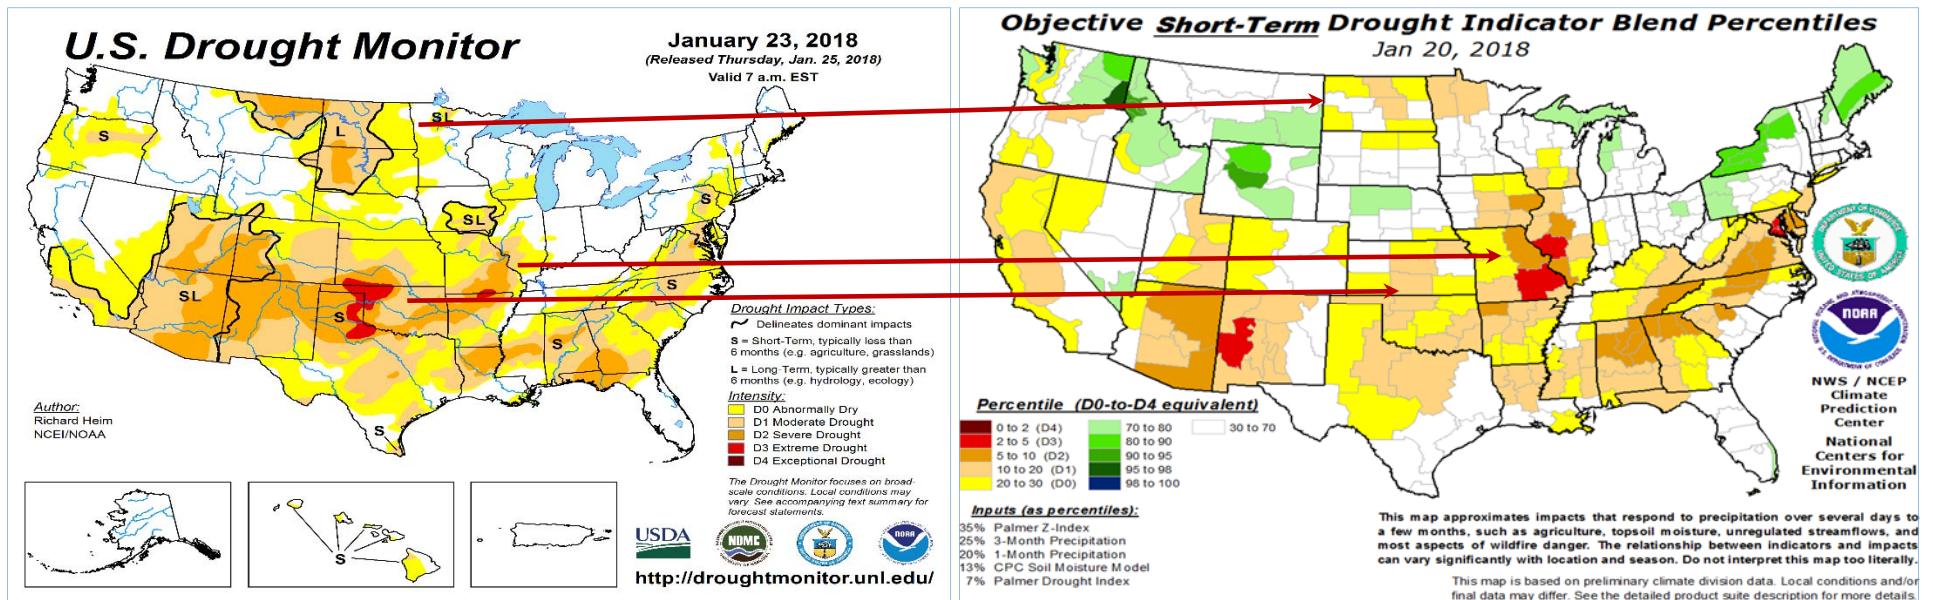 U.S. Drought Monitor
January 23, 2018
(Released Thursday, Jan. 25, 2018)
Valid 7 a.m. EST
S
L
SL
SL
S
SL
S
S
S
S
Drought Impact Types:
Delineates dominant impacts
S = Short-Term, typically less than
6 months (e.g. agriculture, grasslands)
L = Long-Term, typically greater than
6 months (e.g. hydrology, ecology)
Intensity:
D0 Abnormally Dry
D1 Moderate Drought
D2 Severe Drought
D3 Extreme Drought
D4 Exceptional Drought
Author:
Richard Heim
NCEI/NOAA
S
The Drought Monitor focuses on broad-
scale conditions. Local conditions may
vary. See accompanying text summary for
forecast statements.
USDA
NDMC
NOAA
http://droughtmonitor.unl.edu/
Objective Short-Term Drought Indicator Blend Percentiles
Jan 20, 2018
DEPARTMENT OF COMMERCE
UNITED STATES OF AMERICA
NOAA
NWS / NCEP
Climate
Prediction
Center
National
Centers for
Environmental
Information
Percentile (D0-to-D4 equivalent)
0 to 2 (D4)
2 to 5 (D3)
5 to 10 (D2)
10 to 20 (D1)
20 to 30 (D0)
70 to 80
80 to 90
90 to 95
95 to 98
98 to 100
30 to 70
Inputs (as percentiles):
35% Palmer Z-Index
25% 3-Month Precipitation
20% 1-Month Precipitation
13% CPC Soil Moisture Model
7% Palmer Drought Index
This map approximates impacts that respond to precipitation over several days to
a few months, such as agriculture, topsoil moisture, unregulated streamflows, and
most aspects of wildfire danger. The relationship between indicators and impacts
can vary significantly with location and season. Do not interpret this map too literally.
This map is based on preliminary climate division data. Local conditions and/or
final data may differ. See the detailed product suite description for more details.